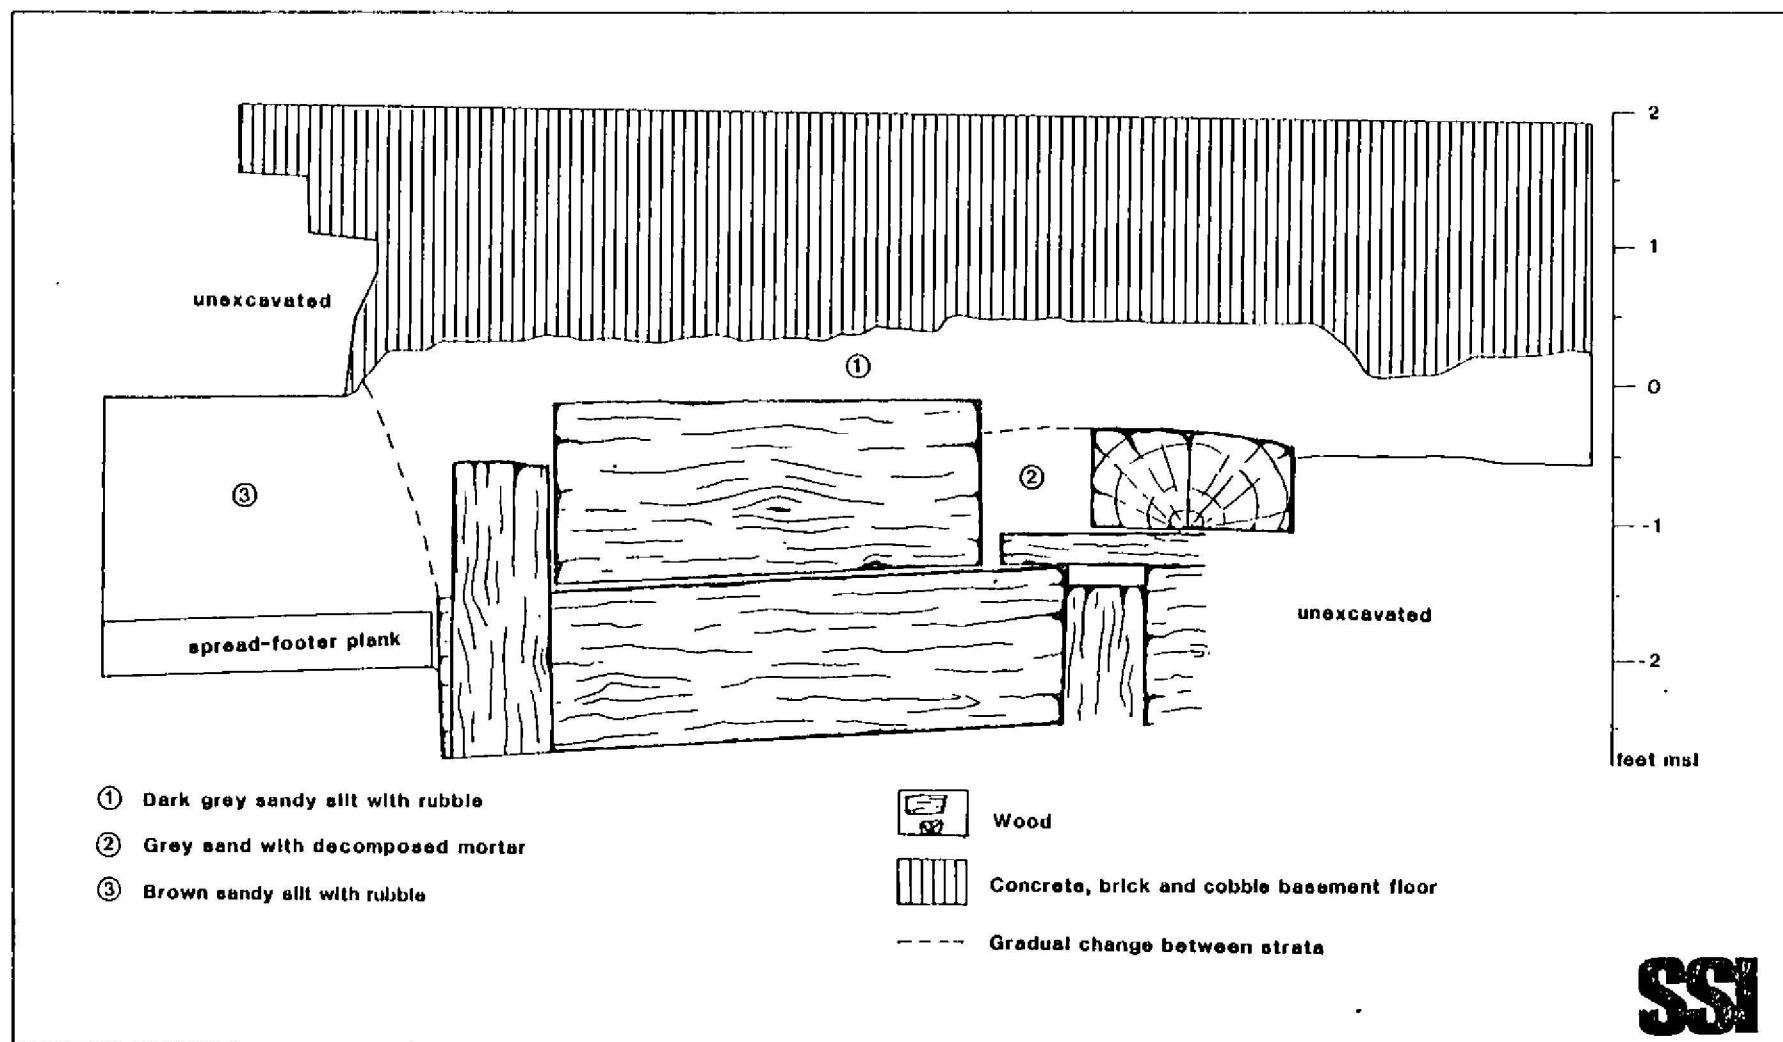 2
1
unexcavated
①
0
③
②
-1
unexcavated
spread-footer plank
-2
feet msl
① Dark grey sandy silt with rubble
② Grey sand with decomposed mortar
③ Brown sandy silt with rubble
Wood
Concrete, brick and cobble basement floor
Gradual change between strata
SSI